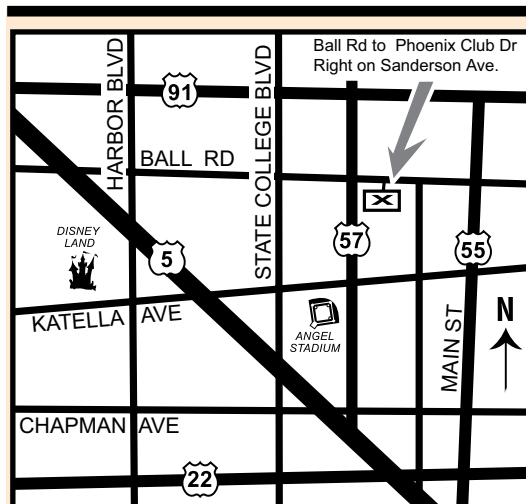 Ball Rd to Phoenix Club Dr
Right on Sanderson Ave.
HARBOR BLVD
STATE COLLEGE BLVD
91
BALL RD
DISNEY
LAND
5
57
55
KATELLA AVE
ANGEL
STADIUM
MAIN ST
N
CHAPMAN AVE
22